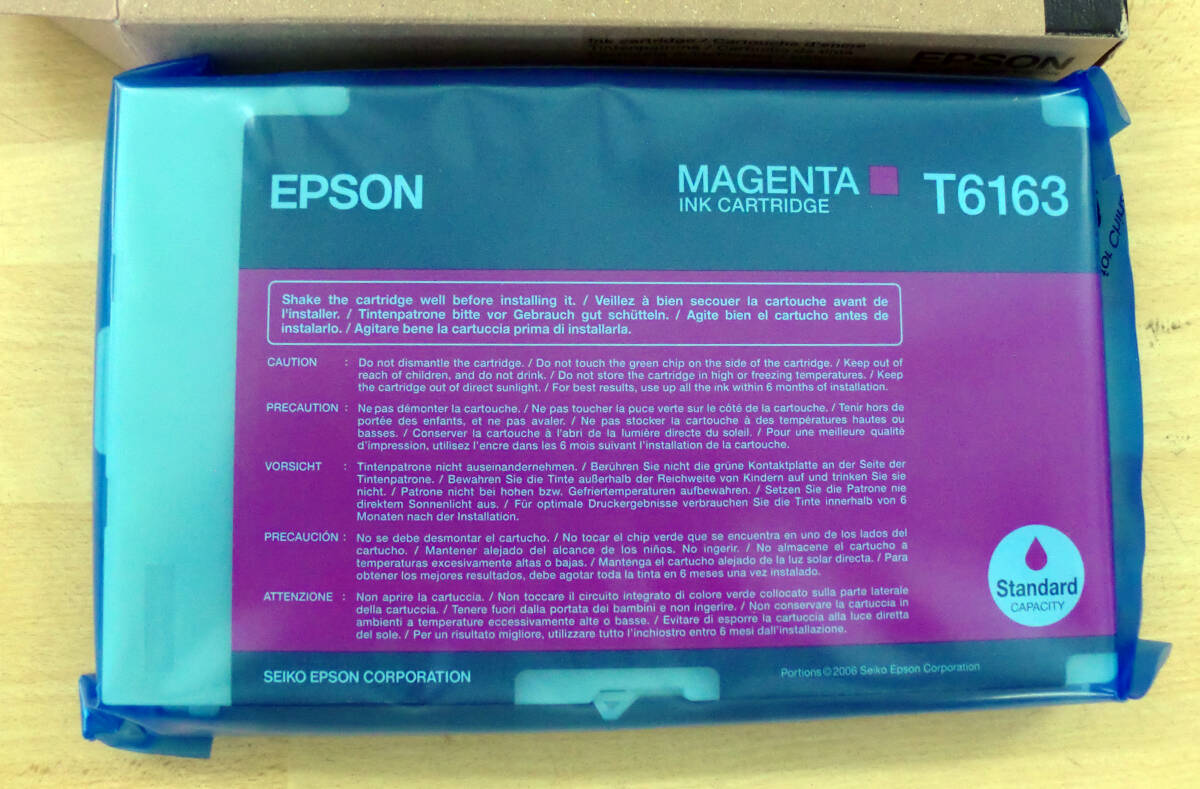 Ink cartridge / Cartouche d'encre
Tintenpatrone / Cartucho de tinta
EPSON
EPSON
MAGENTA
INK CARTRIDGE
T6163
Shake the cartridge well before installing it. / Veillez à bien secouer la cartouche avant de
l'installer. / Tintenpatrone bitte vor Gebrauch gut schütteln. / Agite bien el cartucho antes de
instalarlo. / Agitare bene la cartuccia prima di installarla.
CAUTION : Do not dismantle the cartridge. / Do not touch the green chip on the side of the cartridge. / Keep out of
reach of children, and do not drink. / Do not store the cartridge in high or freezing temperatures. / Keep
the cartridge out of direct sunlight. / For best results, use up all the ink within 6 months of installation.
PRECAUTION : Ne pas démonter la cartouche. / Ne pas toucher la puce verte sur le côté de la cartouche. / Tenir hors de
portée des enfants, et ne pas avaler. / Ne pas stocker la cartouche à des températures hautes ou
basses. / Conserver la cartouche à l'abri de la lumière directe du soleil. / Pour une meilleure qualité
d'impression, utilisez l'encre dans les 6 mois suivant l'installation de la cartouche.
VORSICHT : Tintenpatrone nicht auseinandernehmen. / Berühren Sie nicht die grüne Kontaktplatte an der Seite der
Tintenpatrone. / Bewahren Sie die Tinte außerhalb der Reichweite von Kindern auf und trinken Sie sie
nicht. / Patrone nicht bei hohen bzw. Gefriertemperaturen aufbewahren. / Setzen Sie die Patrone nie
direktem Sonnenlicht aus. / Für optimale Druckergebnisse verbrauchen Sie die Tinte innerhalb von 6
Monaten nach der Installation.
PRECAUCIÓN : No se debe desmontar el cartucho. / No tocar el chip verde que se encuentra en uno de los lados del
cartucho. / Mantener alejado del alcance de los niños. No ingerir. / No almacene el cartucho a
temperaturas excesivamente altas o bajas. / Manténga el cartucho alejado de la luz solar directa. / Para
obtener los mejores resultados, debe agotar toda la tinta en 6 meses una vez instalado.
ATTENZIONE : Non aprire la cartuccia. / Non toccare il circuito integrato di colore verde collocato sulla parte laterale
della cartuccia. / Tenere fuori dalla portata dei bambini e non ingerire. / Non conservare la cartuccia in
ambienti a temperature eccessivamente alte o basse. / Evitare di esporre la cartuccia alla luce diretta
del sole. / Per un risultato migliore, utilizzare tutto l'inchiostro entro 6 mesi dall'installazione.
Standard
CAPACITY
SEIKO EPSON CORPORATION
Portions © 2006 Seiko Epson Corporation